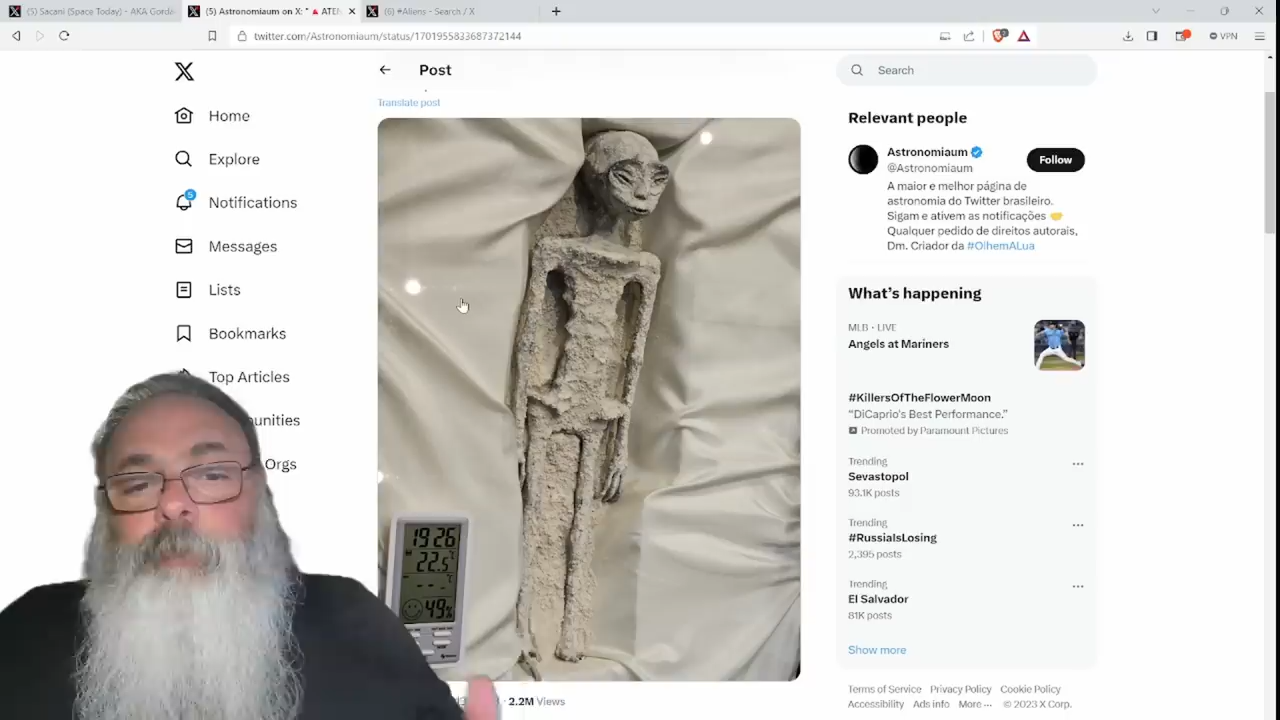 (5) Sacani (Space Today) - AKA Gordã
(5) Astronomiaum on X: "🔺 ATEN
(6) #Aliens - Search / X
twitter.com/Astronomiaum/status/1701955833687372144
VPN
Home
Explore
5
Notifications
Messages
Lists
Bookmarks
Top Articles
unities
Orgs
Post
Translate post
19 26
22.5°C
49%
2.2M Views
Search
Relevant people
Astronomiaum
@Astronomiaum
Follow
A maior e melhor página de
astronomia do Twitter brasileiro.
Sigam e ativem as notificações 🤝
Qualquer pedido de direitos autorais,
Dm. Criador da #OlhemALua
What's happening
MLB · LIVE
Angels at Mariners
#KillersOfTheFlowerMoon
"DiCaprio's Best Performance."
Promoted by Paramount Pictures
Trending
Sevastopol
93.1K posts
Trending
#RussiaIsLosing
2,395 posts
Trending
El Salvador
81K posts
Show more
Terms of Service Privacy Policy Cookie Policy
Accessibility Ads info More ··· © 2023 X Corp.